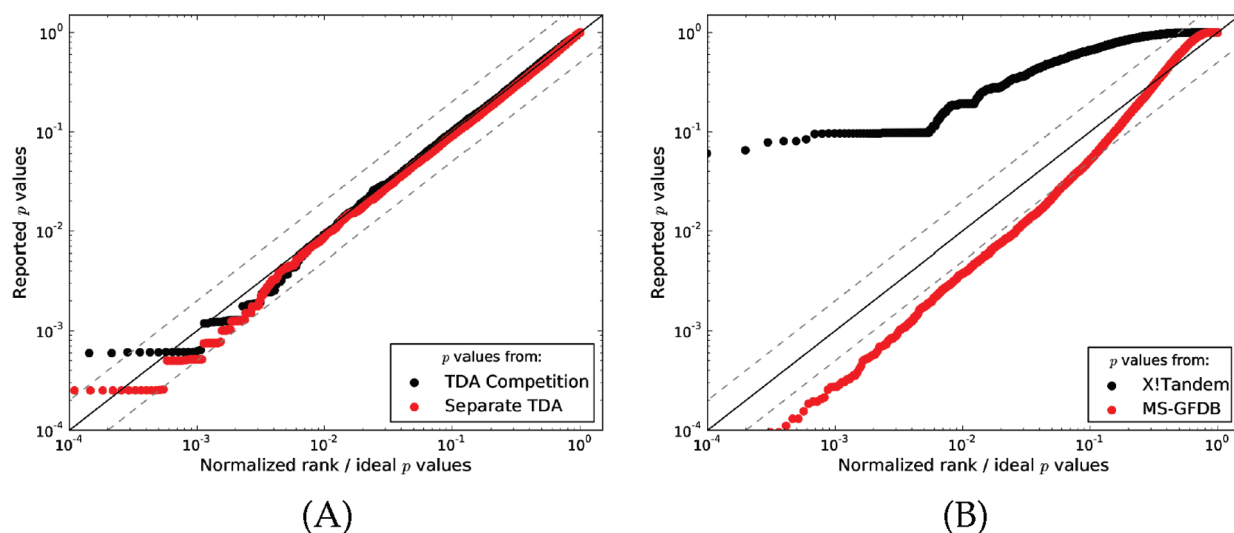 10⁰
10⁻¹
10⁻²
10⁻³
10⁻⁴
Reported p values
10⁻⁴
10⁻³
10⁻²
10⁻¹
10⁰
Normalized rank / ideal p values
p values from:
TDA Competition
Separate TDA
(A)
10⁰
10⁻¹
10⁻²
10⁻³
10⁻⁴
Reported p values
10⁻⁴
10⁻³
10⁻²
10⁻¹
10⁰
Normalized rank / ideal p values
p values from:
X!Tandem
MS-GFDB
(B)